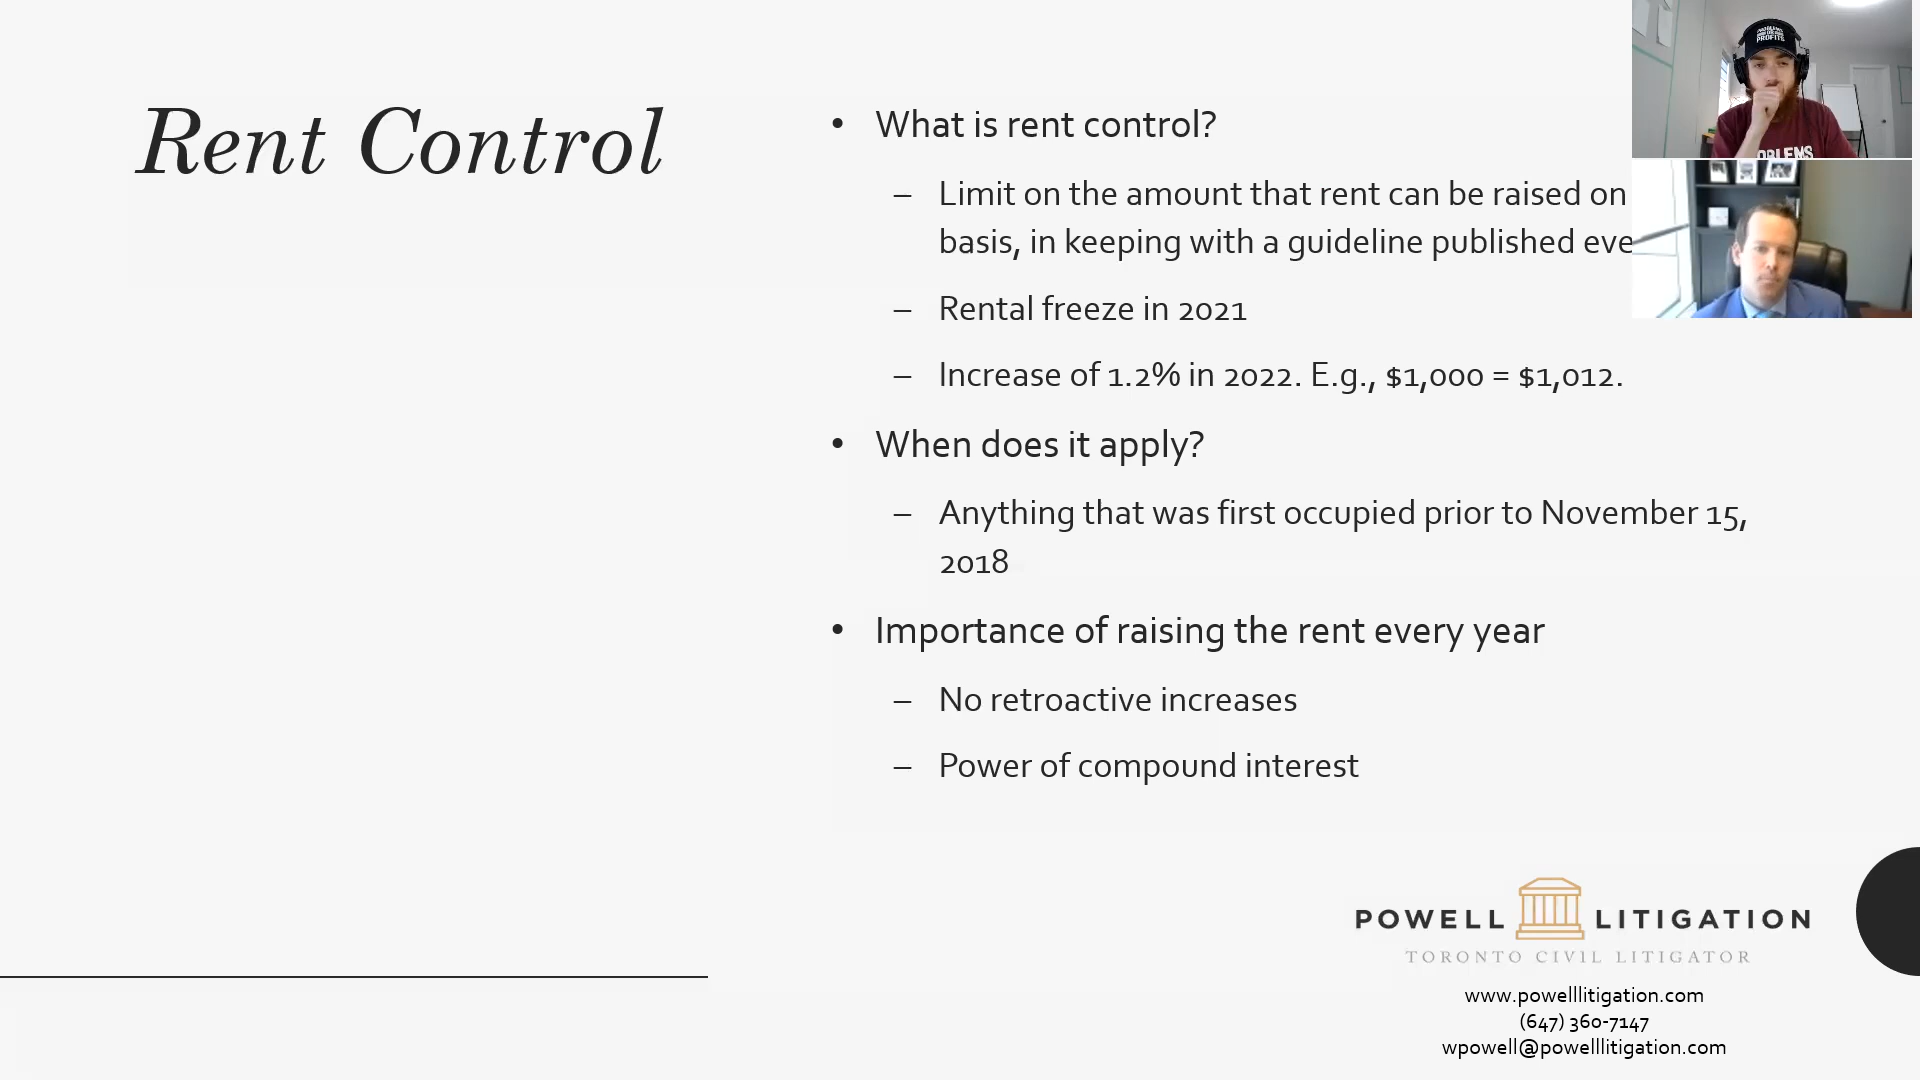 Rent Control
• What is rent control?
– Limit on the amount that rent can be raised on
basis, in keeping with a guideline published eve
– Rental freeze in 2021
– Increase of 1.2% in 2022. E.g., $1,000 = $1,012.
• When does it apply?
– Anything that was first occupied prior to November 15,
2018
• Importance of raising the rent every year
– No retroactive increases
– Power of compound interest
PROBLEMS
PROFITS
POWELL LITIGATION
TORONTO CIVIL LITIGATOR
www.powelllitigation.com
(647) 360-7147
wpowell@powelllitigation.com